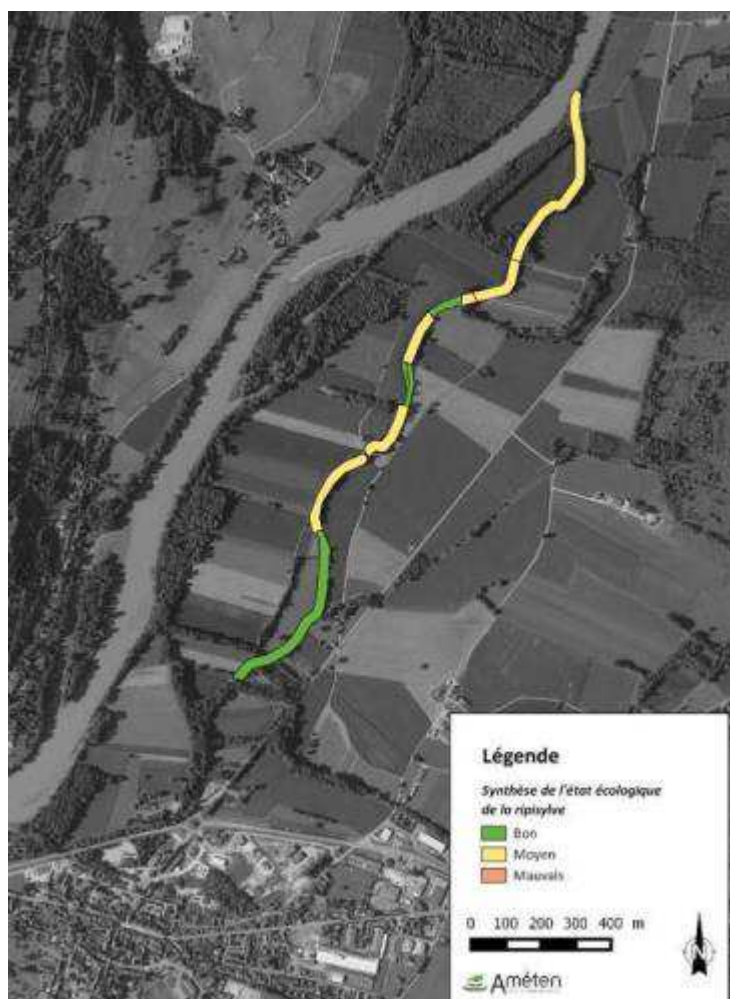 Légende
Synthèse de l'état écologique
de la ripisylve
Bon
Moyen
Mauvais
0 100 200 300 400 m
N
Améten